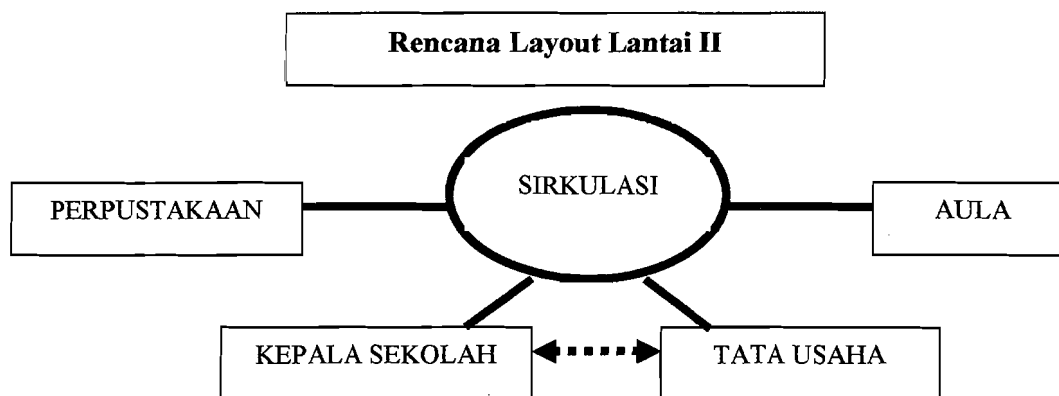 Rencana Layout Lantai II
SIRKULASI
PERPUSTAKAAN
AULA
KEPALA SEKOLAH
TATA USAHA